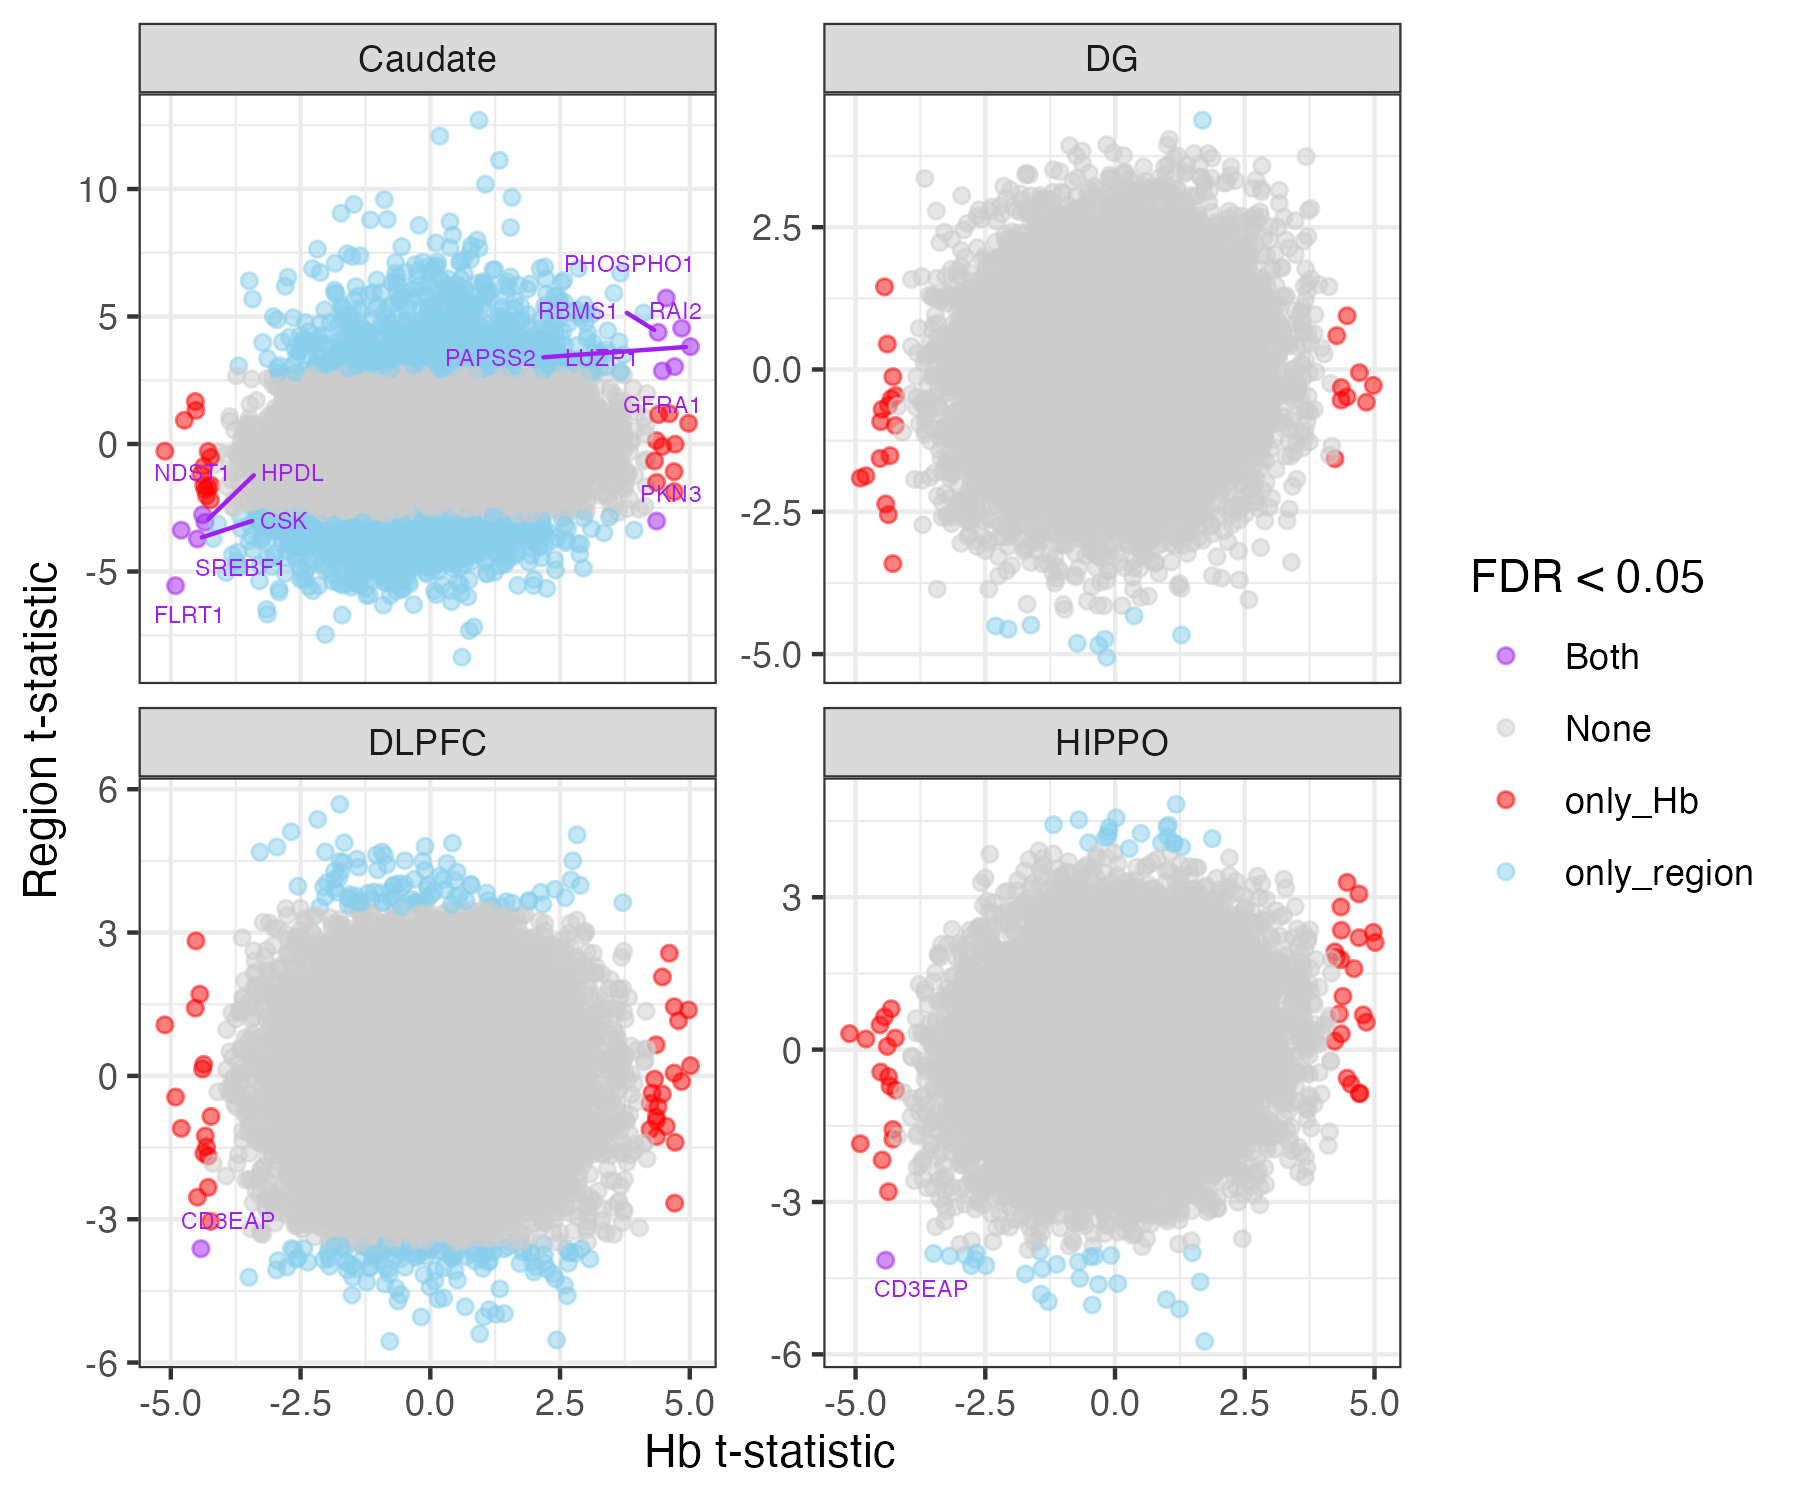 Caudate
DG
10
5
0
-5
PHOSPHO1
RBMS1
RAI2
PAPSS2
LUZP1
GFRA1
NDST1
HPDL
PKN3
CSK
SREBF1
FLRT1
2.5
0.0
-2.5
-5.0
Region t-statistic
FDR < 0.05
Both
None
only_Hb
only_region
DLPFC
HIPPO
6
3
0
-3
-6
CD3EAP
3
0
-3
-6
CD3EAP
-5.0 -2.5 0.0 2.5 5.0
-5.0 -2.5 0.0 2.5 5.0
Hb t-statistic